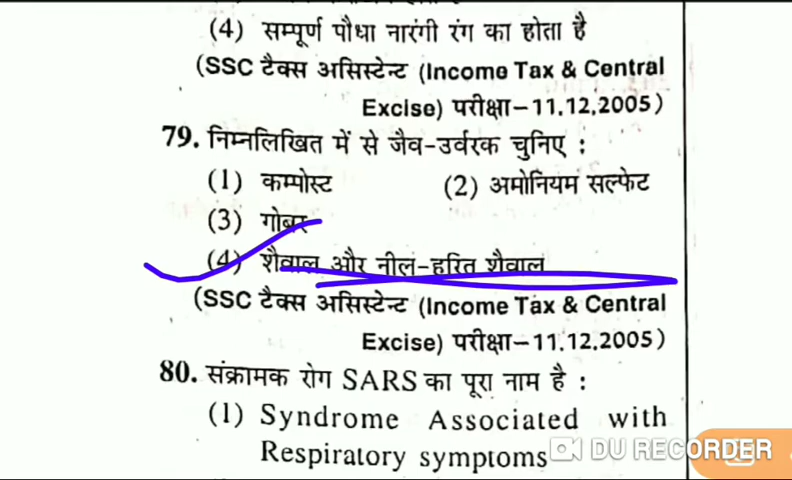 (4) सम्पूर्ण पौधा नारंगी रंग का होता है
(SSC टैक्स असिस्टेन्ट (Income Tax & Central
Excise) परीक्षा–11.12.2005)
79. निम्नलिखित में से जैव-उर्वरक चुनिए :
(1) कम्पोस्ट (2) अमोनियम सल्फेट
(3) गोबर
(4) शैवाल और नील-हरित शैवाल
(SSC टैक्स असिस्टेन्ट (Income Tax & Central
Excise) परीक्षा–11.12.2005)
80. संक्रामक रोग SARS का पूरा नाम है :
(1) Syndrome Associated with
Respiratory symptoms
DU RECORDER